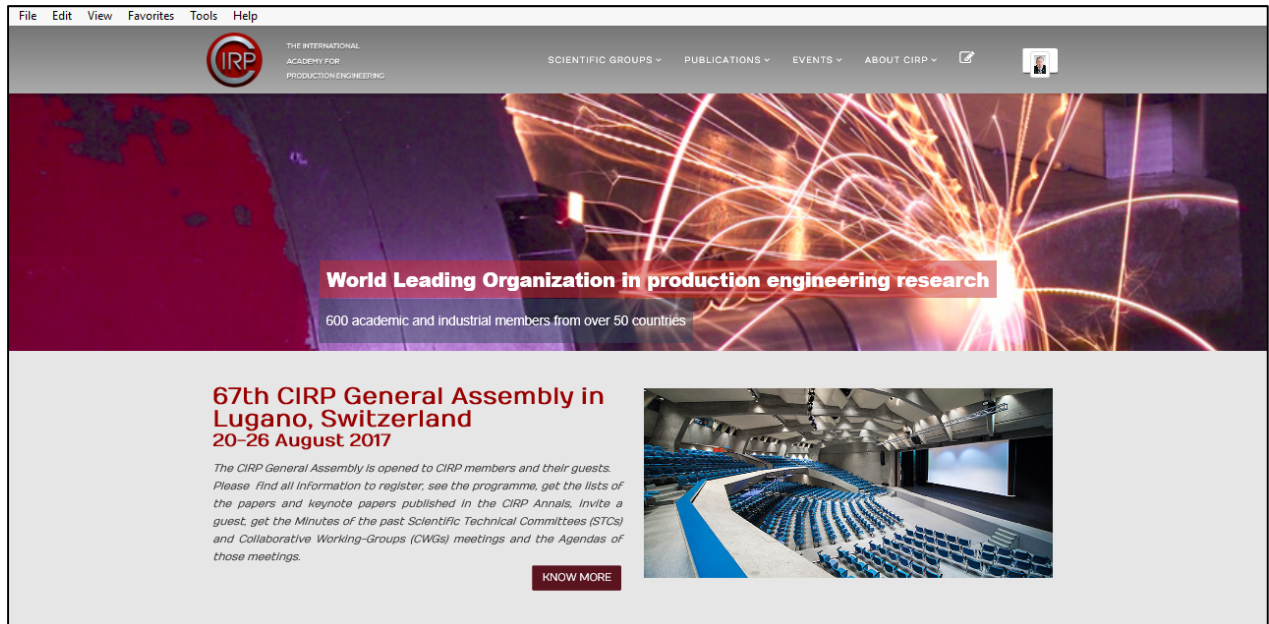 File Edit View Favorites Tools Help
CIRP
THE INTERNATIONAL
ACADEMY FOR
PRODUCTION ENGINEERING
SCIENTIFIC GROUPS PUBLICATIONS EVENTS ABOUT CIRP
World Leading Organization in production engineering research
600 academic and industrial members from over 50 countries
67th CIRP General Assembly in
Lugano, Switzerland
20-26 August 2017
The CIRP General Assembly is opened to CIRP members and their guests.
Please find all information to register, see the programme, get the lists of
the papers and keynote papers published in the CIRP Annals, invite a
guest, get the Minutes of the past Scientific Technical Committees (STCs)
and Collaborative Working-Groups (CWGs) meetings and the Agendas of
those meetings.
KNOW MORE